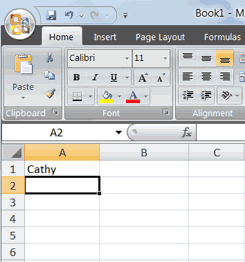 Book1 - M
Home Insert Page Layout Formulas
Calibri 11
Paste
B I U A A
A
Clipboard Font Alignment
A2 fx
A B C
1 Cathy
2
3
4
5
6